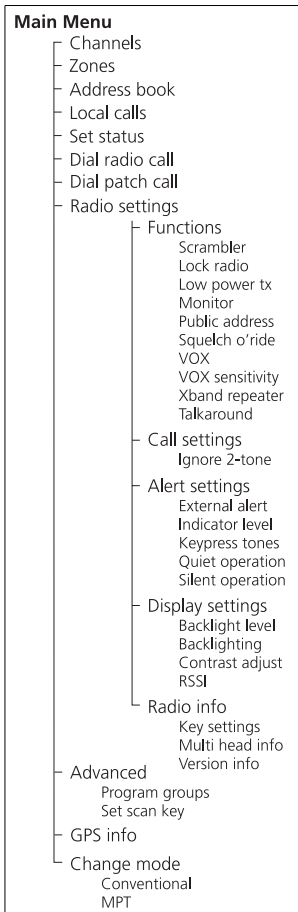 Main Menu
Channels
Zones
Address book
Local calls
Set status
Dial radio call
Dial patch call
Radio settings
Functions
Scrambler
Lock radio
Low power tx
Monitor
Public address
Squelch o’ride
VOX
VOX sensitivity
Xband repeater
Talkaround
Call settings
Ignore 2-tone
Alert settings
External alert
Indicator level
Keypress tones
Quiet operation
Silent operation
Display settings
Backlight level
Backlighting
Contrast adjust
RSSI
Radio info
Key settings
Multi head info
Version info
Advanced
Program groups
Set scan key
GPS info
Change mode
Conventional
MPT